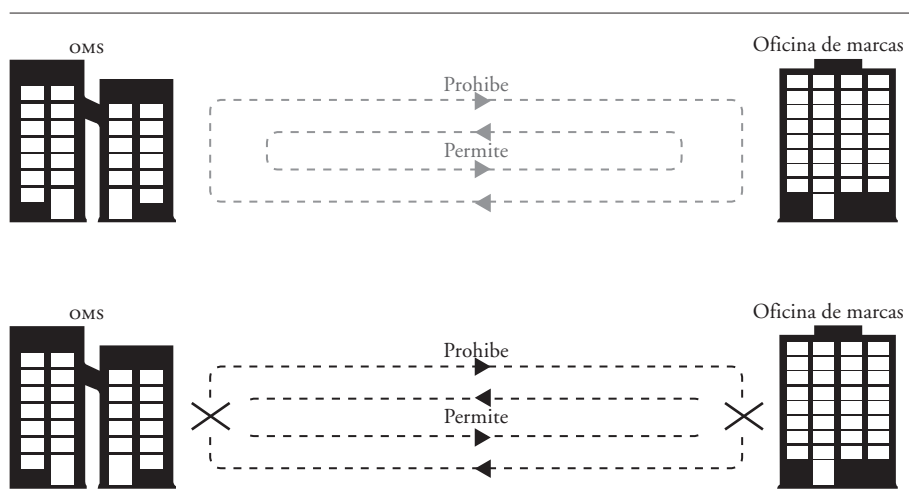 OMS
Oficina de marcas
Prohibe
Permite
OMS
Oficina de marcas
Prohibe
Permite